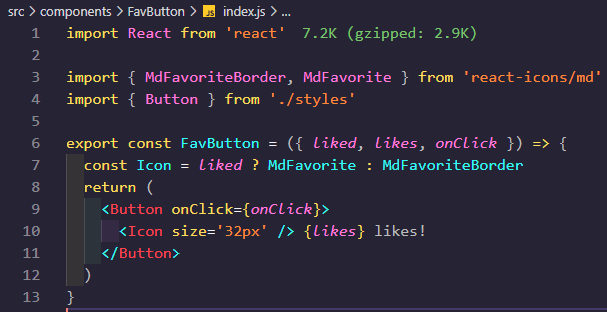 src > components > FavButton > JS index.js > ...
1 import React from 'react' 7.2K (gzipped: 2.9K)
2
3 import { MdFavoriteBorder, MdFavorite } from 'react-icons/md'
4 import { Button } from './styles'
5
6 export const FavButton = ({ liked, likes, onClick }) => {
7   const Icon = liked ? MdFavorite : MdFavoriteBorder
8   return (
9     <Button onClick={onClick}>
10       <Icon size='32px' /> {likes} likes!
11     </Button>
12   )
13 }